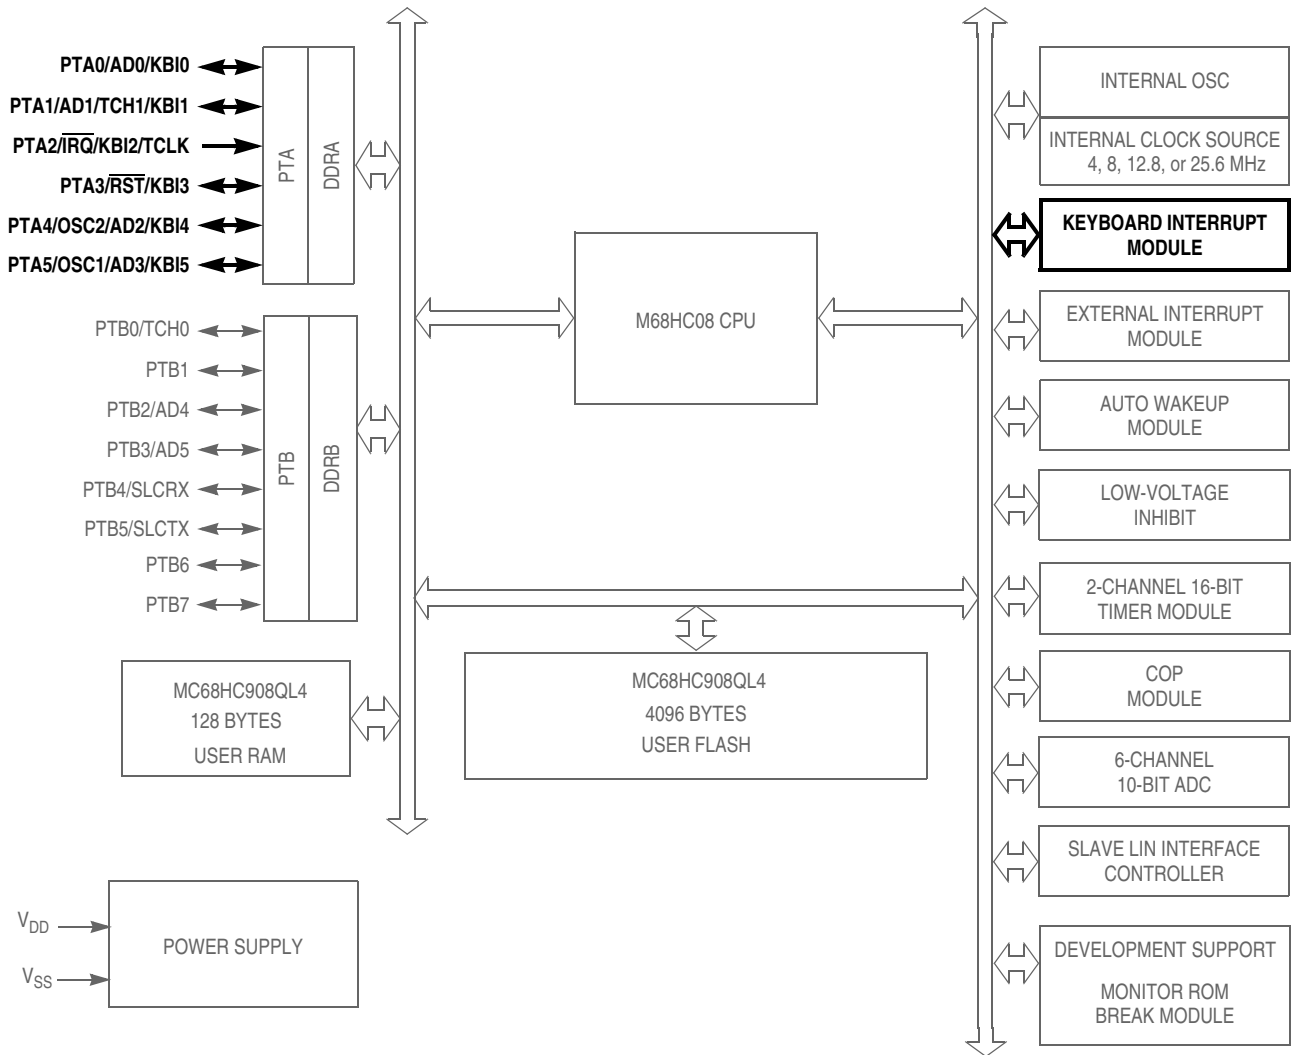 PTA0/AD0/KBI0
PTA1/AD1/TCH1/KBI1
PTA2/I̅R̅Q̅/KBI2/TCLK
PTA3/R̅S̅T̅/KBI3
PTA4/OSC2/AD2/KBI4
PTA5/OSC1/AD3/KBI5
PTA
DDRA
PTB0/TCH0
PTB1
PTB2/AD4
PTB3/AD5
PTB4/SLCRX
PTB5/SLCTX
PTB6
PTB7
PTB
DDRB
M68HC08 CPU
MC68HC908QL4
128 BYTES
USER RAM
MC68HC908QL4
4096 BYTES
USER FLASH
VDD
VSS
POWER SUPPLY
INTERNAL OSC
INTERNAL CLOCK SOURCE
4, 8, 12.8, or 25.6 MHz
KEYBOARD INTERRUPT
MODULE
EXTERNAL INTERRUPT
MODULE
AUTO WAKEUP
MODULE
LOW-VOLTAGE
INHIBIT
2-CHANNEL 16-BIT
TIMER MODULE
COP
MODULE
6-CHANNEL
10-BIT ADC
SLAVE LIN INTERFACE
CONTROLLER
DEVELOPMENT SUPPORT
MONITOR ROM
BREAK MODULE